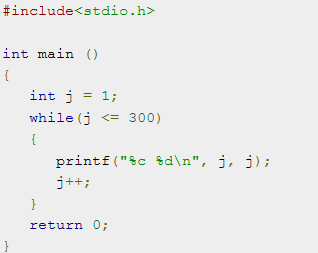 #include<stdio.h>
int main ()
{
int j = 1;
while(j <= 300)
{
printf("%c %d\n", j, j);
j++;
}
return 0;
}